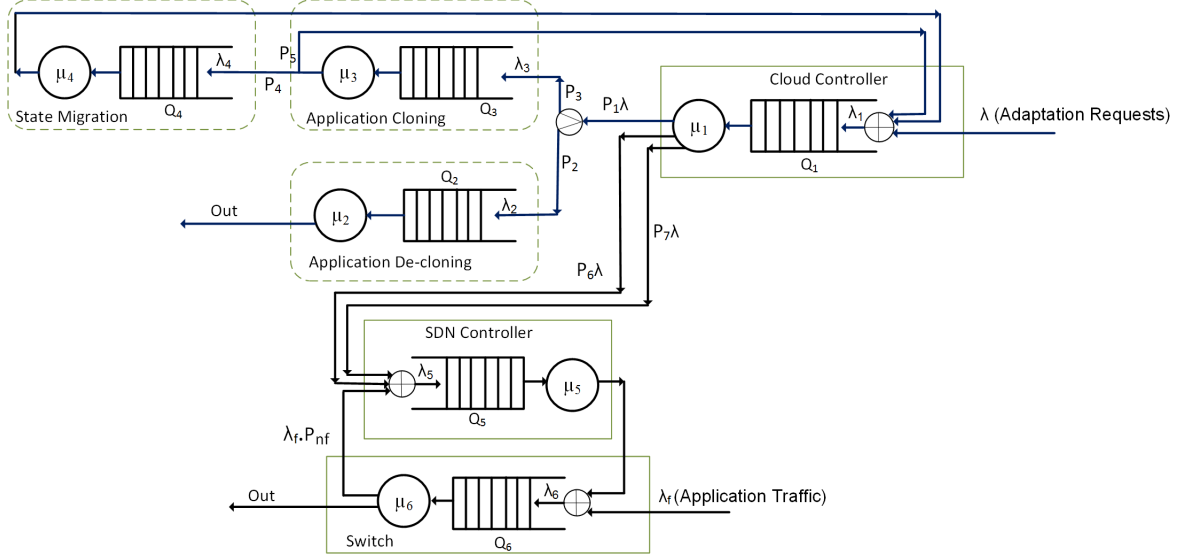 μ₄
λ₄
Q₄
State Migration
P₅
P₄
μ₃
λ₃
Q₃
Application Cloning
P₃
P₁λ
P₂
Cloud Controller
μ₁
λ₁
Q₁
λ (Adaptation Requests)
Out
μ₂
Q₂
λ₂
Application De-cloning
P₇λ
P₆λ
SDN Controller
λ₅
Q₅
μ₅
λf.Pnf
Out
μ₆
λ₆
Q₆
Switch
λf (Application Traffic)